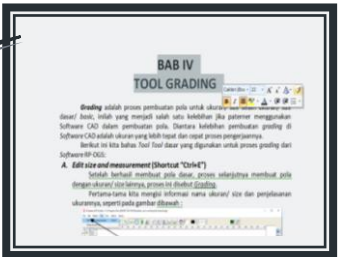 BAB IV
TOOL GRADING
Grading adalah proses pembuatan pola untuk ukuran/
dasar/ basic, inilah yang menjadi salah satu kelebihan jika paterner menggunakan
Software CAD dalam pembuatan pola. Diantara kelebihan pembuatan grading di
Software CAD adalah ukuran yang lebih tepat dan cepat proses pengerjaannya.
Berikut ini kita bahas Tool Tool dasar yang digunakan untuk proses grading dari
Software RP-DGS:
A. Edit size and measurement (Shortcut "Ctrl+E")
Setelah berhasil membuat pola dasar, proses selanjutnya membuat pola
dengan ukuran/ size lainnya, proses ini disebut Grading.
Pertama-tama kita mengisi informasi nama ukuran/ size dan penjelasan
ukurannya, seperti pada gambar dibawah :